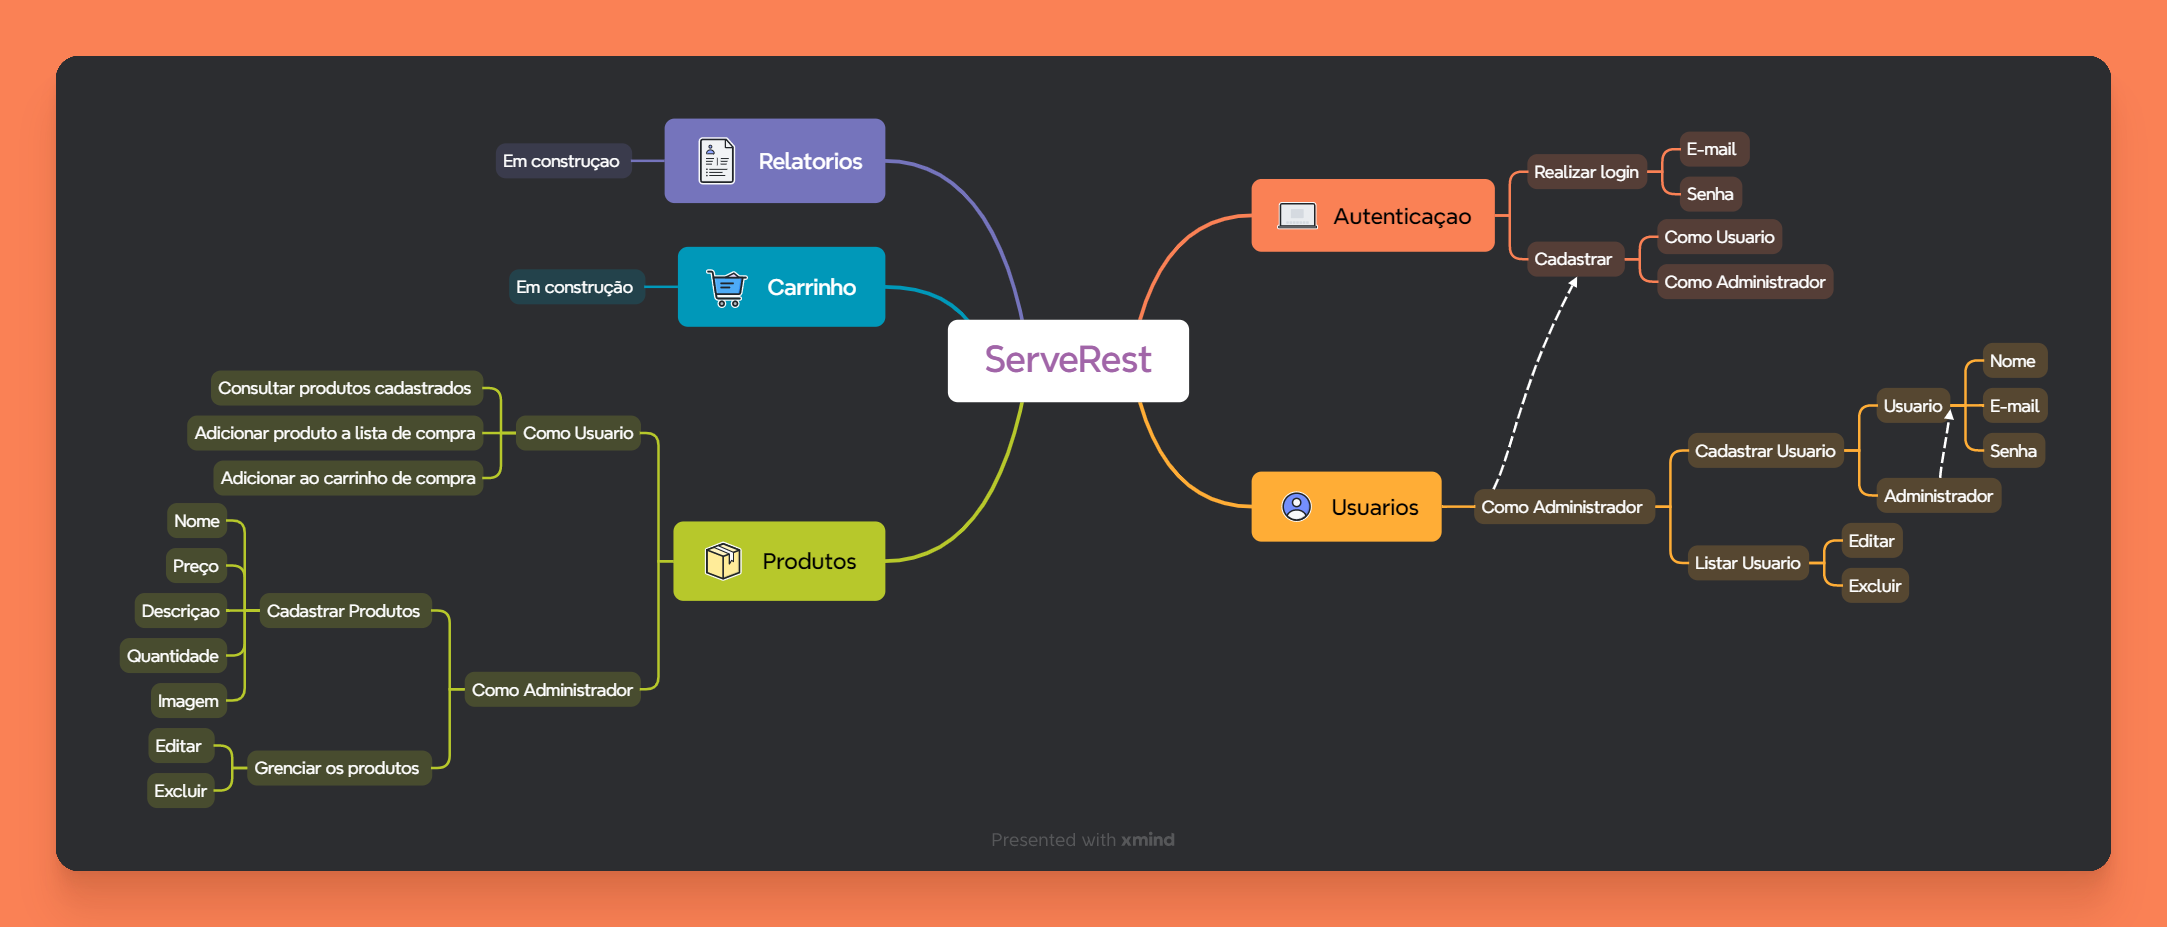 ServeRest
Autenticaçao
Realizar login
E-mail
Senha
Cadastrar
Como Usuario
Como Administrador
Usuarios
Como Administrador
Cadastrar Usuario
Usuario
Nome
E-mail
Senha
Administrador
Listar Usuario
Editar
Excluir
Relatorios
Em construçao
Carrinho
Em construção
Produtos
Como Usuario
Consultar produtos cadastrados
Adicionar produto a lista de compra
Adicionar ao carrinho de compra
Como Administrador
Cadastrar Produtos
Nome
Preço
Descriçao
Quantidade
Imagem
Grenciar os produtos
Editar
Excluir
Presented with xmind